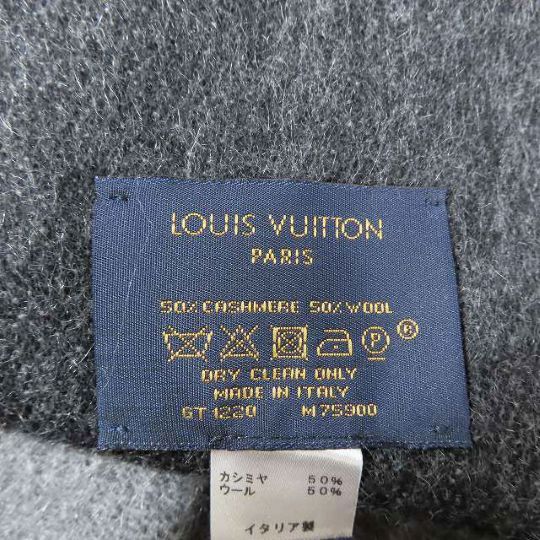 LOUIS VUITTON
PARIS
50% CASHMERE 50% WOOL
P ®
DRY CLEAN ONLY
MADE IN ITALY
GT 1220 M75900
カシミヤ 50%
ウール 50%
イタリア製